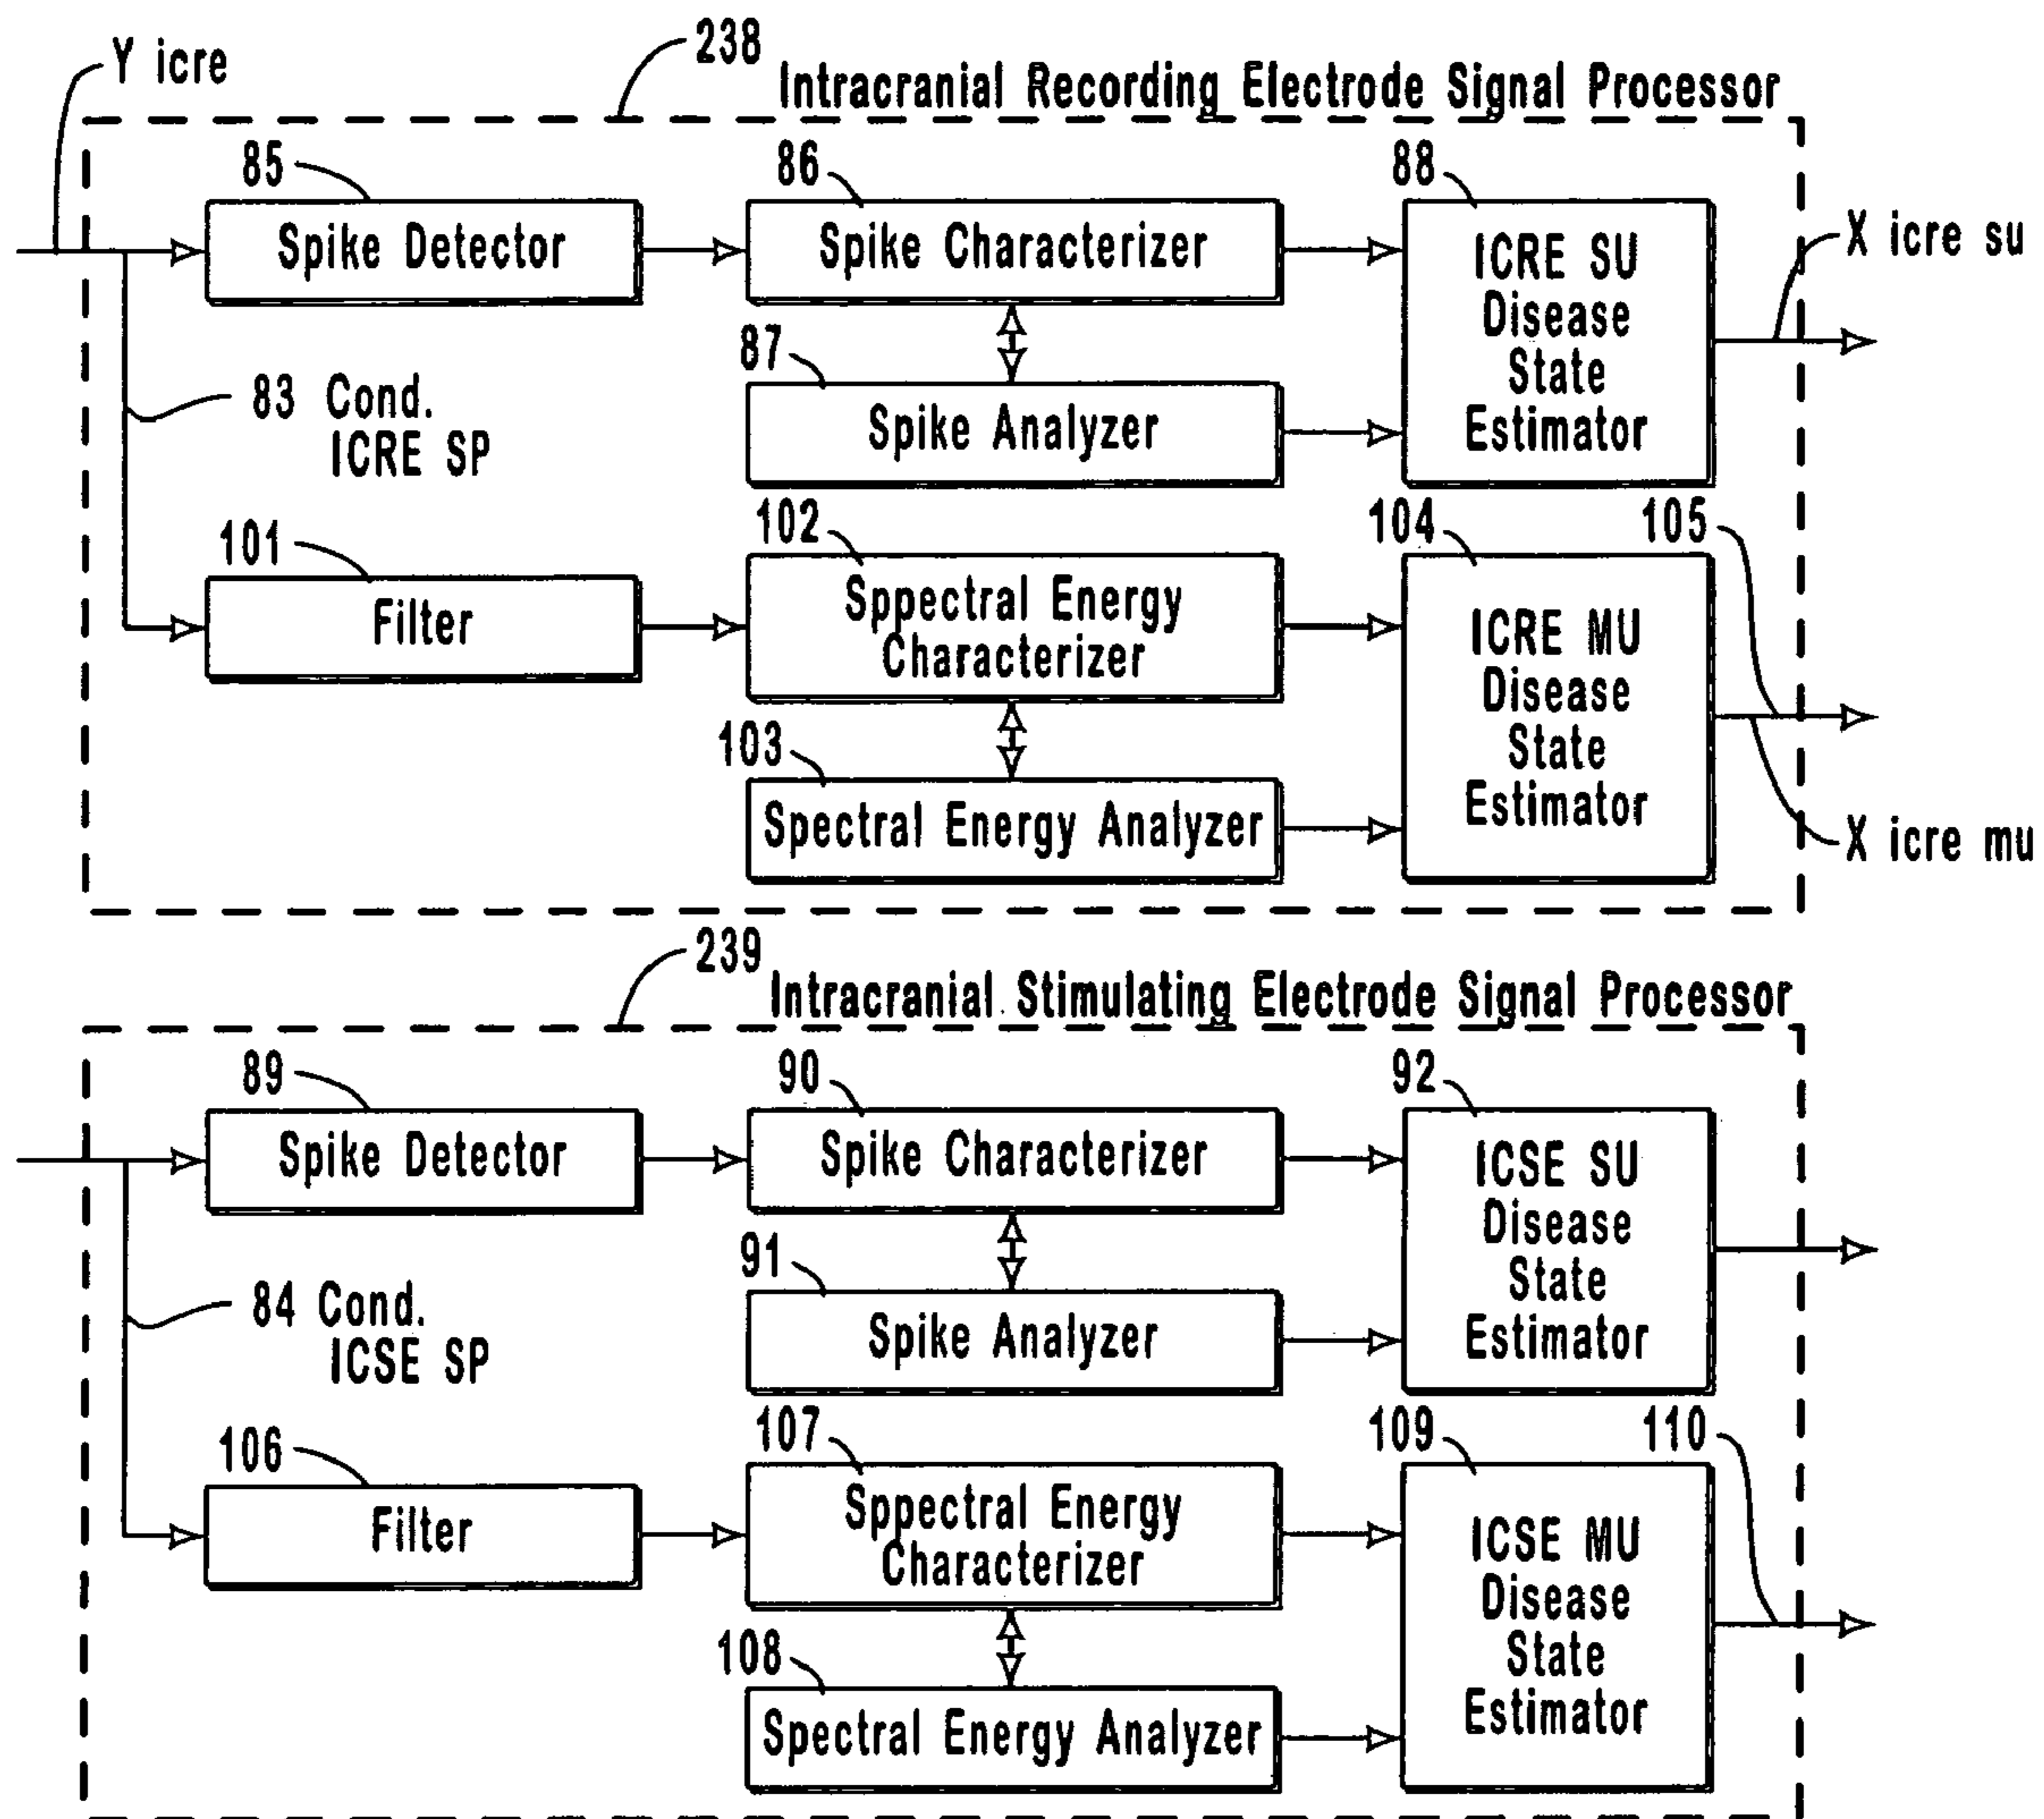 Y icre
238
Intracranial Recording Electrode Signal Processor
85
86
88
Spike Detector
Spike Characterizer
ICRE SU
Disease
State
Estimator
X icre su
87
Spike Analyzer
83 Cond.
ICRE SP
101
102
104
105
Filter
Sppectral Energy
Characterizer
ICRE MU
Disease
State
Estimator
103
Spectral Energy Analyzer
X icre mu
239
Intracranial Stimulating Electrode Signal Processor
89
90
92
Spike Detector
Spike Characterizer
ICSE SU
Disease
State
Estimator
91
Spike Analyzer
84 Cond.
ICSE SP
106
107
109
110
Filter
Sppectral Energy
Characterizer
ICSE MU
Disease
State
Estimator
108
Spectral Energy Analyzer